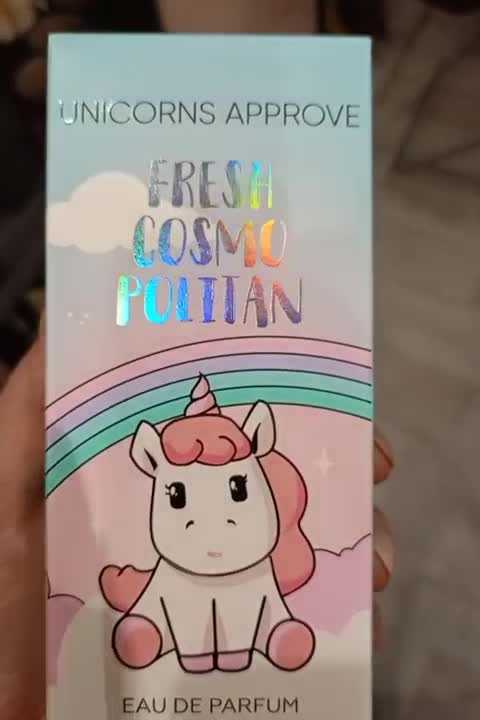 UNICORNS APPROVE
FRESH
COSMO
POLITAN
EAU DE PARFUM